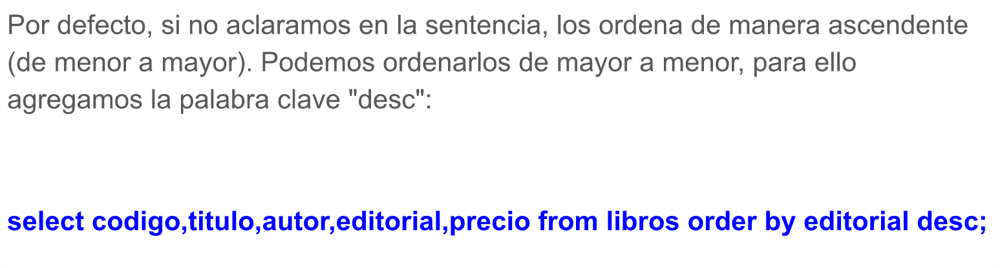 Por defecto, si no aclaramos en la sentencia, los ordena de manera ascendente
(de menor a mayor). Podemos ordenarlos de mayor a menor, para ello
agregamos la palabra clave "desc":
select codigo,titulo,autor,editorial,precio from libros order by editorial desc;